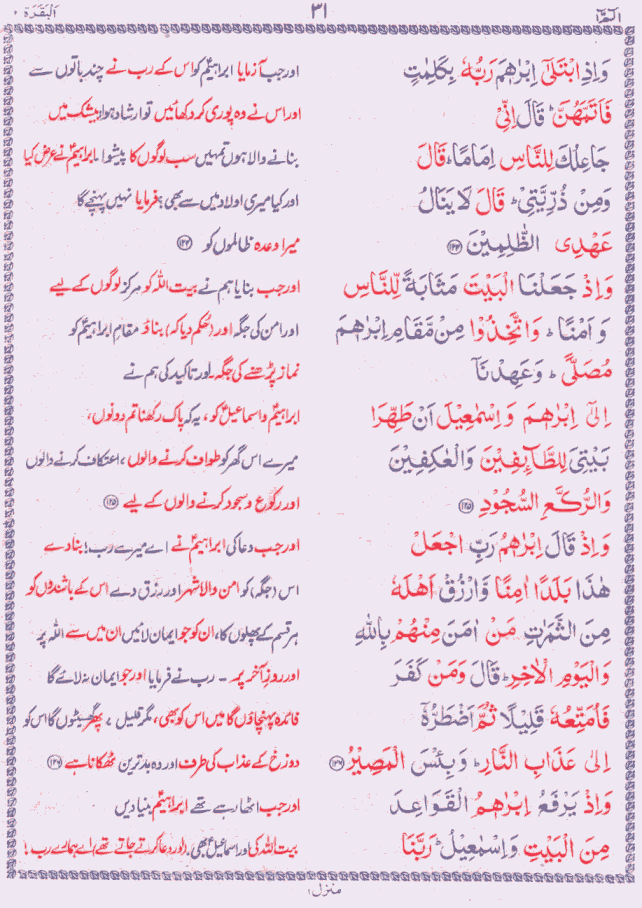 الٓمّٓ ٣١ اَلْبَقَرَة ٢
وَاِذِ ابْتَلٰٓى اِبْرٰهٖمَ رَبُّهٗ بِكَلِمٰتٍ اور جب آزمایا ابراہیمؑ کو اس کے رب نے چند باتوں سے
فَاَتَمَّهُنَّ ؕ قَالَ اِنِّيْ اور اس نے وہ پوری کر دکھائیں تو ارشاد ہوا بیشک میں
جَاعِلُكَ لِلنَّاسِ اِمَامًا ؕ قَالَ بنانے والا ہوں تمہیں سب لوگوں کا پیشوا ۔ ابراہیمؑ نے عرض کیا
وَمِنْ ذُرِّيَّتِيْ ؕ قَالَ لَا يَنَالُ اور کیا میری اولاد میں سے بھی ؟ فرمایا نہیں پہنچے گا
عَهْدِى الظّٰلِمِيْنَ ﴿۱۲۴﴾ میرا وعدہ ظالموں کو ﴿۱۲۴﴾
وَاِذْ جَعَلْنَا الْبَيْتَ مَثَابَةً لِّلنَّاسِ اور جب بنایا ہم نے بیت اللہ کو مرکز لوگوں کے لیے
وَ اَمْنًا ؕ وَاتَّخِذُوْا مِنْ مَّقَامِ اِبْرٰهٖمَ اور امن کی جگہ اور (حُکم دیا کہ) بناؤ مقامِ ابراہیمؑ کو
مُصَلًّى ؕ وَعَهِدْنَآ نماز پڑھنے کی جگہ ۔ اور تاکید کی ہم نے
اِلٰٓى اِبْرٰهٖمَ وَاِسْمٰعِيْلَ اَنْ طَهِّرَا ابراہیمؑ و اسماعیلؑ کو ، یہ کہ پاک رکھنا تم دونوں،
بَيْتِيَ لِلطَّآئِفِيْنَ وَالْعٰكِفِيْنَ میرے اس گھر کو طواف کرنے والوں ، اعتکاف کرنے والوں
وَالرُّكَّعِ السُّجُوْدِ ﴿۱۲۵﴾ اور رکوع و سجود کرنے والوں کے لیے ﴿۱۲۵﴾
وَاِذْ قَالَ اِبْرٰهٖمُ رَبِّ اجْعَلْ اور جب دعا کی ابراہیمؑ نے اے میرے رب! بنا دے
هٰذَا بَلَدًا اٰمِنًا وَّارْزُقْ اَهْلَهٗ اس (جگہ) کو امن والا شہر اور رزق دے اس کے باشندوں کو
مِنَ الثَّمَرٰتِ مَنْ اٰمَنَ مِنْهُمْ بِاللّٰهِ ہر قسم کے پھلوں کا، ان کو جو ایمان لائیں ان میں سے اللہ پر
وَالْيَوْمِ الْاٰخِرِ ؕ قَالَ وَمَنْ كَفَرَ اور روزِ آخر پر ۔ رب نے فرمایا اور جو ایمان نہ لائے گا
فَاُمَتِّعُهٗ قَلِيْلًا ثُمَّ اَضْطَرُّهٗٓ فائدہ پہنچاؤں گا میں اس کو بھی، مگر قلیل ، پھر گھسیٹوں گا اس کو
اِلٰى عَذَابِ النَّارِ ؕ وَبِئْسَ الْمَصِيْرُ ﴿۱۲۶﴾ دوزخ کے عذاب کی طرف اور وہ بدترین ٹھکانا ہے ﴿۱۲۶﴾
وَاِذْ يَرْفَعُ اِبْرٰهٖمُ الْقَوَاعِدَ اور جب اٹھا رہے تھے ابراہیمؑ بنیادیں
مِنَ الْبَيْتِ وَاِسْمٰعِيْلُ ؕ رَبَّنَا بیت اللہ کی اور اسماعیلؑ بھی (اور دعا کرتے جاتے تھے) اے ہمارے رب !
منزل۱